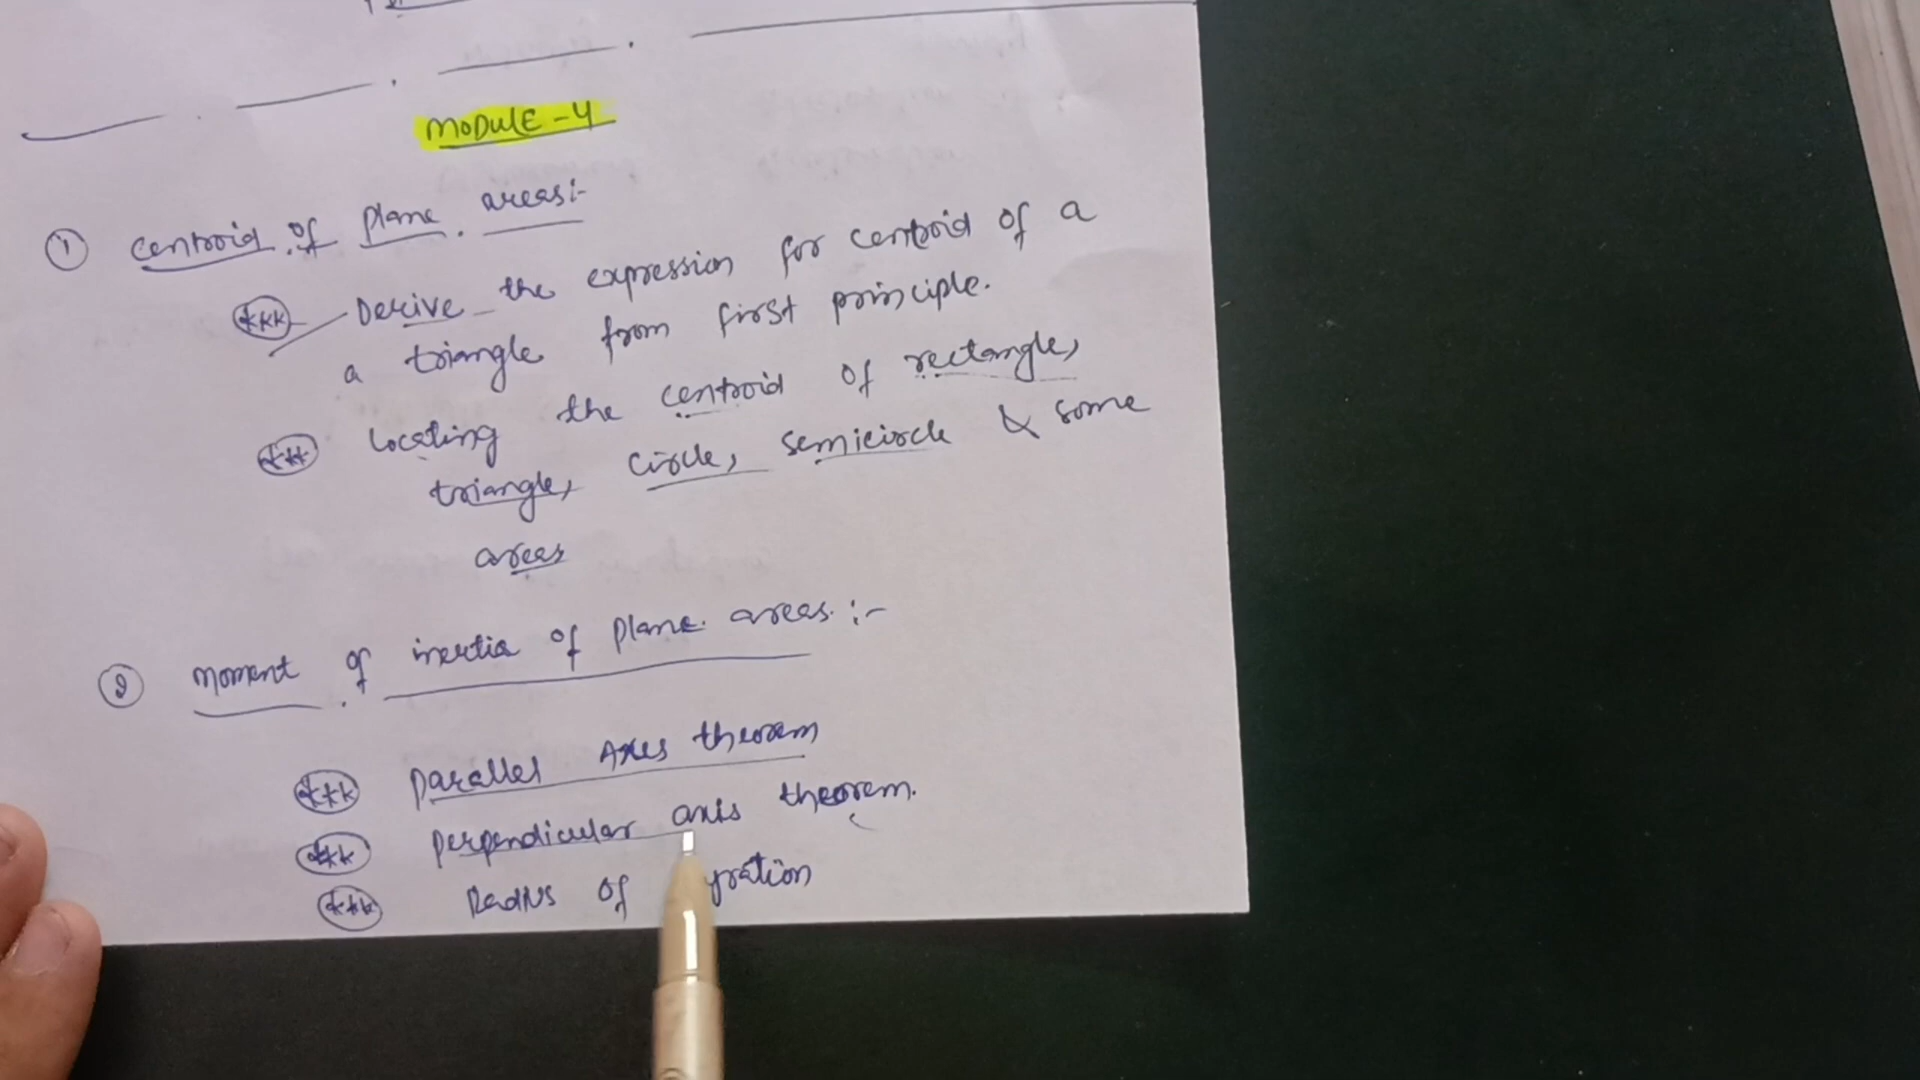 MODULE-4
① Centroid of plane areas:-
*** Derive the expression for centroid of a
a triangle from first principle.
*** Locating the centroid of rectangle,
triangle, circle, semicircle & some
areas
② Moment of inertia of plane areas:-
*** Parallel Axes theorem
*** Perpendicular axis theorem.
*** Radius of yration